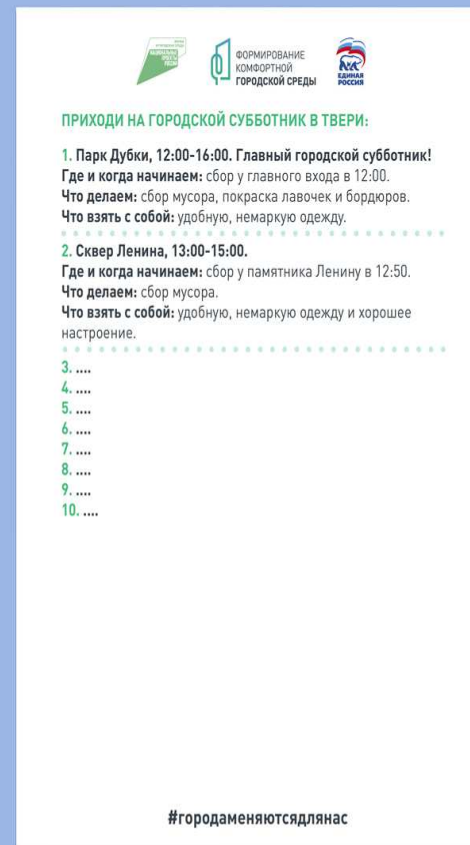 НАЦИОНАЛЬНЫЕ
ПРОЕКТЫ
РОССИИ
ФОРМИРОВАНИЕ
КОМФОРТНОЙ
ГОРОДСКОЙ СРЕДЫ
ЕДИНАЯ
РОССИЯ
ПРИХОДИ НА ГОРОДСКОЙ СУББОТНИК В ТВЕРИ:
1. Парк Дубки, 12:00-16:00. Главный городской субботник!
Где и когда начинаем: сбор у главного входа в 12:00.
Что делаем: сбор мусора, покраска лавочек и бордюров.
Что взять с собой: удобную, немаркую одежду.
2. Сквер Ленина, 13:00-15:00.
Где и когда начинаем: сбор у памятника Ленину в 12:50.
Что делаем: сбор мусора.
Что взять с собой: удобную, немаркую одежду и хорошее
настроение.
3. ....
4. ....
5. ....
6. ....
7. ....
8. ....
9. ....
10. ....
#городаменяютсядлянас